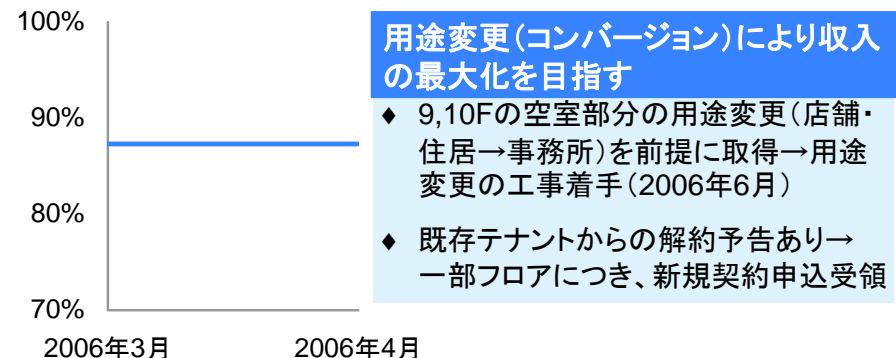 100%
90%
80%
70%
2006年3月
2006年4月
用途変更（コンバージョン）により収入
の最大化を目指す
♦ 9,10Fの空室部分の用途変更（店舗・
住居→事務所）を前提に取得→用途
変更の工事着手（2006年6月）
♦ 既存テナントからの解約予告あり→
一部フロアにつき、新規契約申込受領